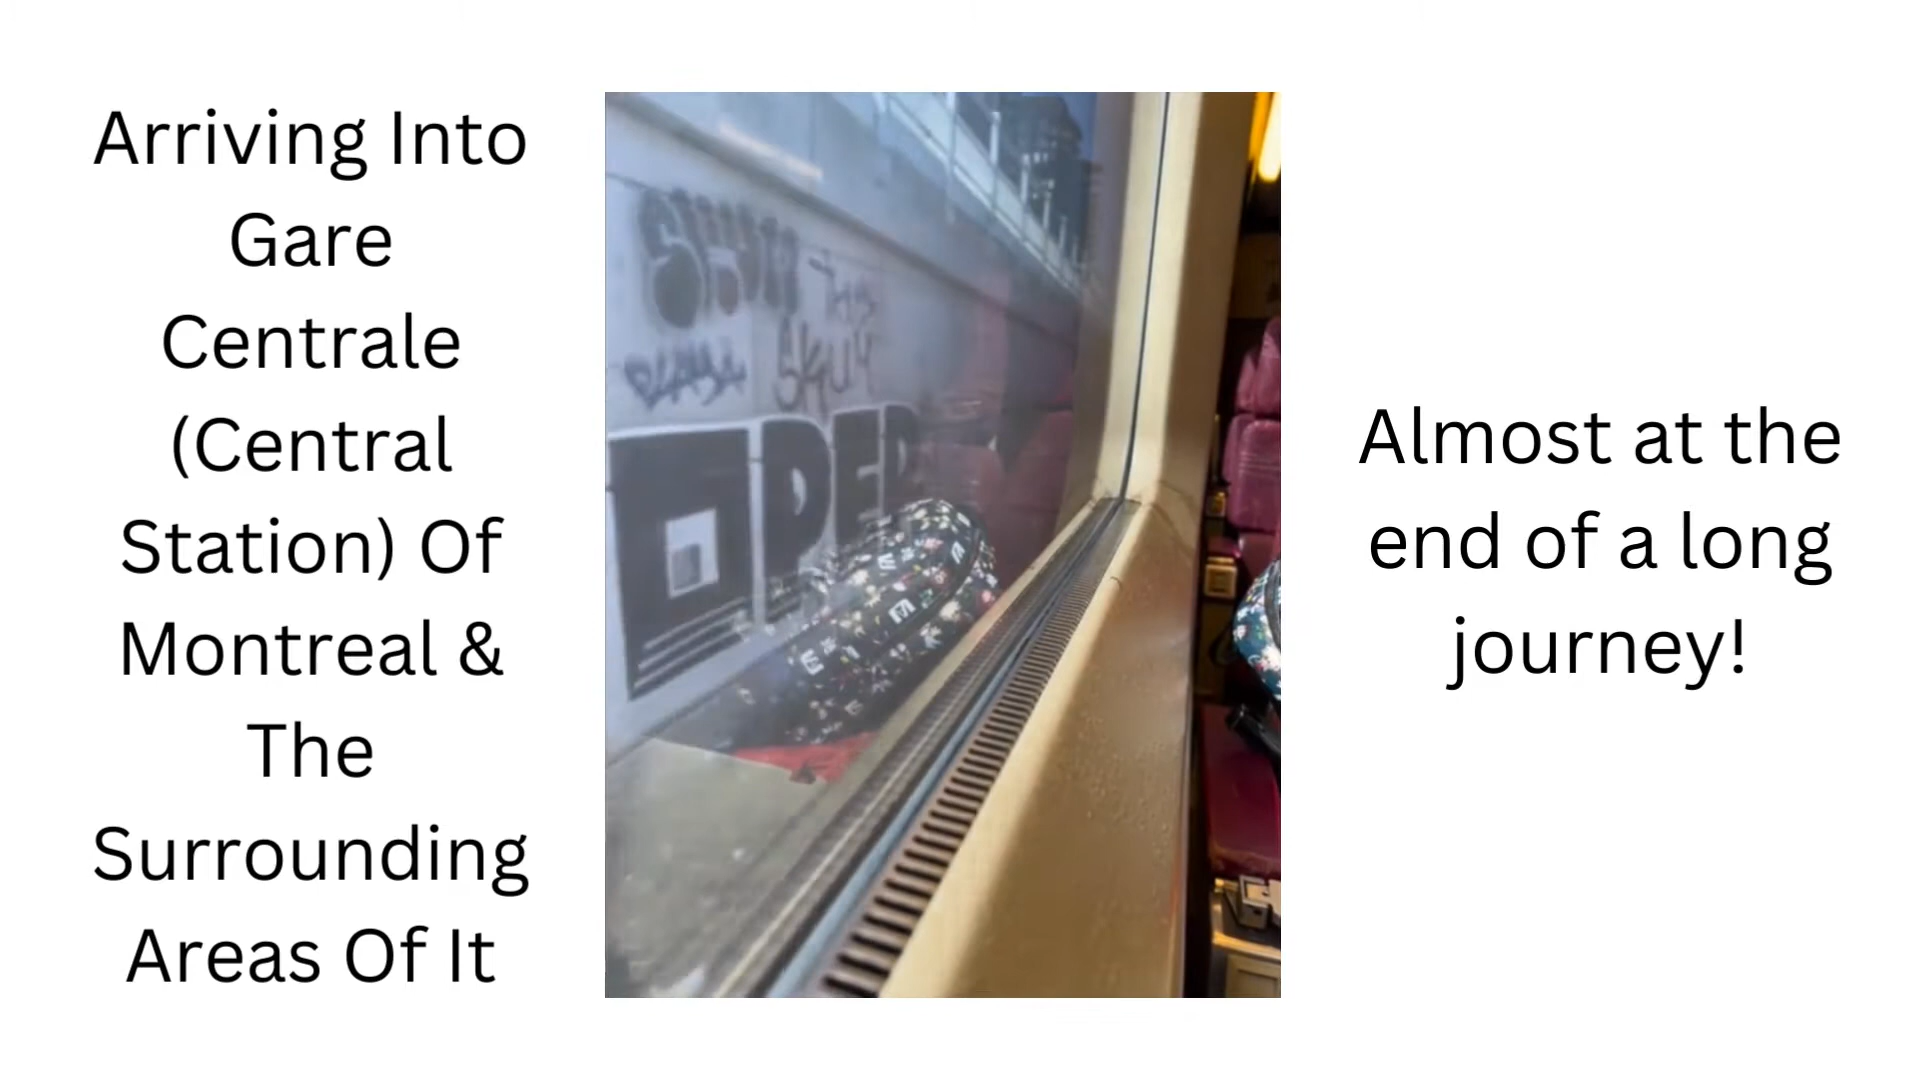 Arriving Into
Gare
Centrale
(Central
Station) Of
Montreal &
The
Surrounding
Areas Of It
SKU4
Almost at the
end of a long
journey!